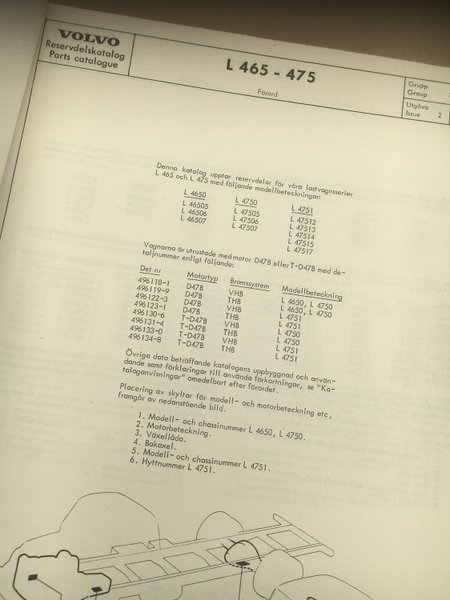 VOLVO
Reservdelskatalog
Parts catalogue
L 465 - 475
Förord
Grupp
Group
Utgåva
Issue 2
Denna katalog upptar reservdelar för våra lastvagnsserier
L 465 och L 475 med följande modellbeteckningar:
L 4650 L 4750 L 4751
46505 47505 47512
46506 47506 47513
46507 47507 47514
47515
47517
Vagnarna är utrustade med motor D47B eller T-D47B med de-
taljnummer enligt följande:
Det nr Motortyp Bromssystem Modellbeteckning
496118-1 D47B VHB L 4650, L 4750
496119-9 D47B THB L 4650, L 4750
496122-3 D47B VHB L 4751
496123-1 D47B THB L 4751
496130-6 T-D47B VHB L 4750
496131-4 T-D47B THB L 4750
496133-0 T-D47B VHB L 4751
496134-8 T-D47B THB L 4751
Övriga data beträffande katalogens uppbyggnad och använ-
dande samt förklaringar till använda förkortningar, se "Ka-
taloganvisningar" omedelbart efter förordet.
Placering av skyltar för modell- och motorbeteckning etc,
framgår av nedanstående bild.
1. Modell- och chassinummer L 4650, L 4750.
2. Motorbeteckning.
3. Växellåda.
4. Bakaxel.
5. Modell- och chassinummer L 4751.
6. Hyttnummer L 4751.